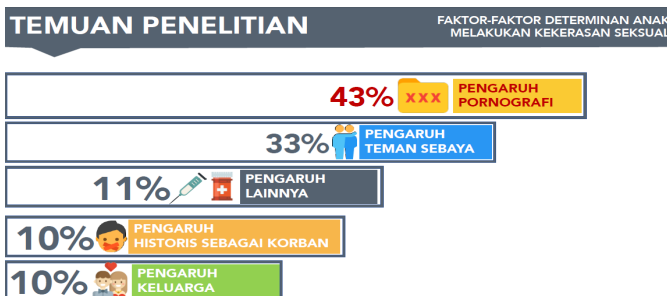 TEMUAN PENELITIAN
FAKTOR-FAKTOR DETERMINAN ANAK
MELAKUKAN KEKERASAN SEKSUAL
43%
XXX
PENGARUH
PORNOGRAFI
33%
PENGARUH
TEMAN SEBAYA
11%
PENGARUH
LAINNYA
10%
PENGARUH
HISTORIS SEBAGAI KORBAN
10%
PENGARUH
KELUARGA